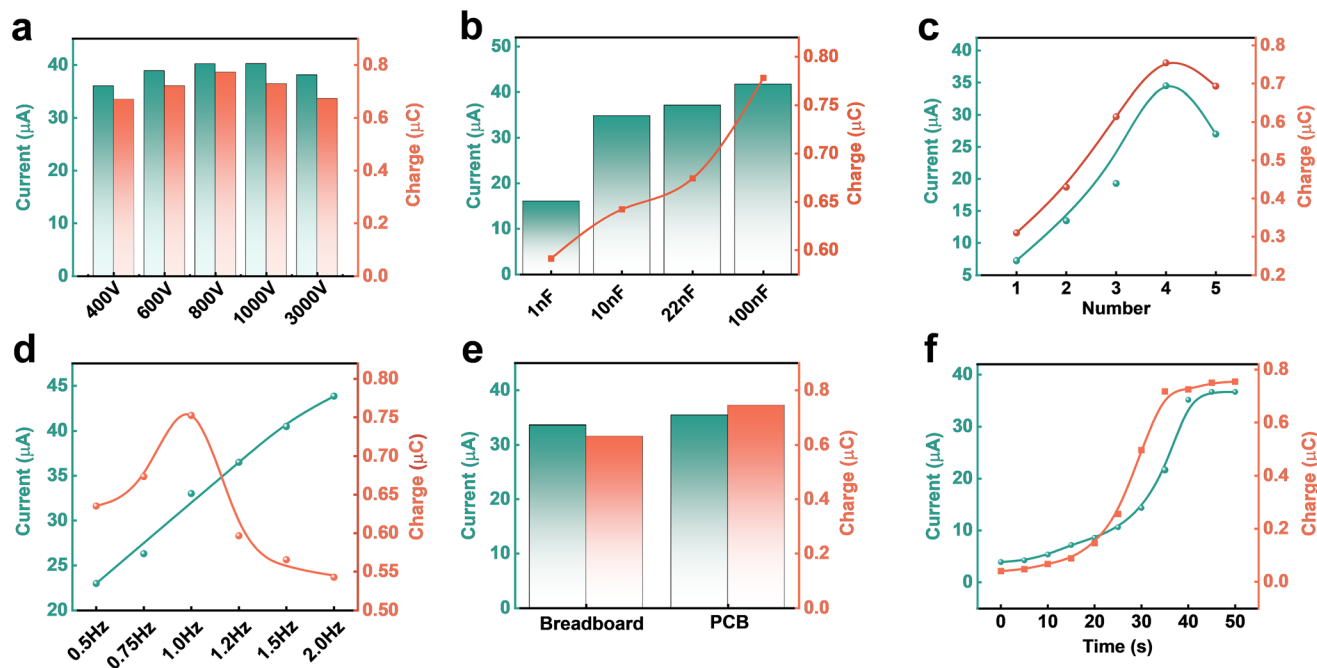 a
Current (μA)
40
30
20
10
0
400V
600V
800V
1000V
3000V
0.8
0.6
0.4
0.2
0.0
Charge (μC)
b
Current (μA)
50
40
30
20
10
0
1nF
10nF
22nF
100nF
0.80
0.75
0.70
0.65
0.60
Charge (μC)
c
Current (μA)
40
35
30
25
20
15
10
5
1 2 3 4 5
Number
0.8
0.7
0.6
0.5
0.4
0.3
0.2
Charge (μC)
d
Current (μA)
45
40
35
30
25
20
0.5Hz
0.75Hz
1.0Hz
1.2Hz
1.5Hz
2.0Hz
0.80
0.75
0.70
0.65
0.60
0.55
0.50
Charge (μC)
e
Current (μA)
40
30
20
10
0
Breadboard PCB
0.8
0.6
0.4
0.2
0.0
Charge (μC)
f
Current (μA)
40
30
20
10
0
0 10 20 30 40 50
Time (s)
0.8
0.6
0.4
0.2
0.0
Charge (μC)